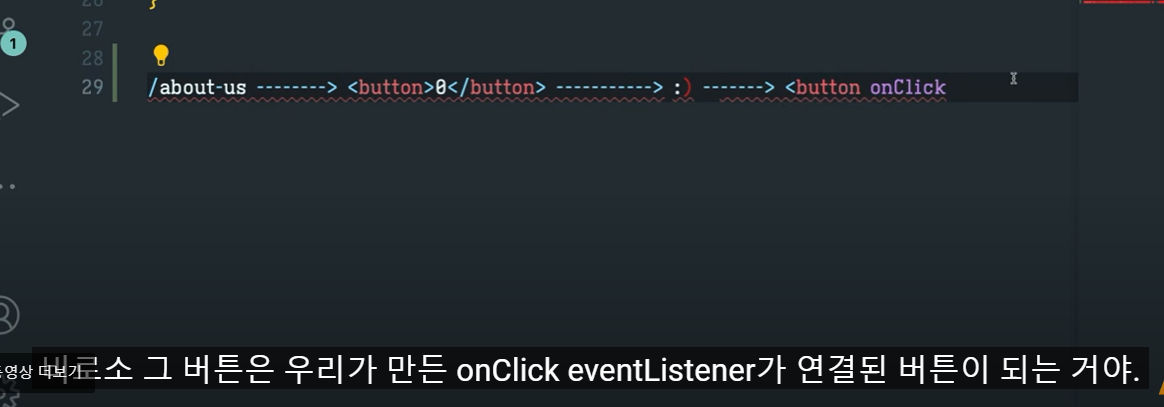 26 }
27
1
28
29 /about-us --------> <button>0</button> -----------> :) -------> <button onClick
비로소 그 버튼은 우리가 만든 onClick eventListener가 연결된 버튼이 되는 거야.
동영상 더보기